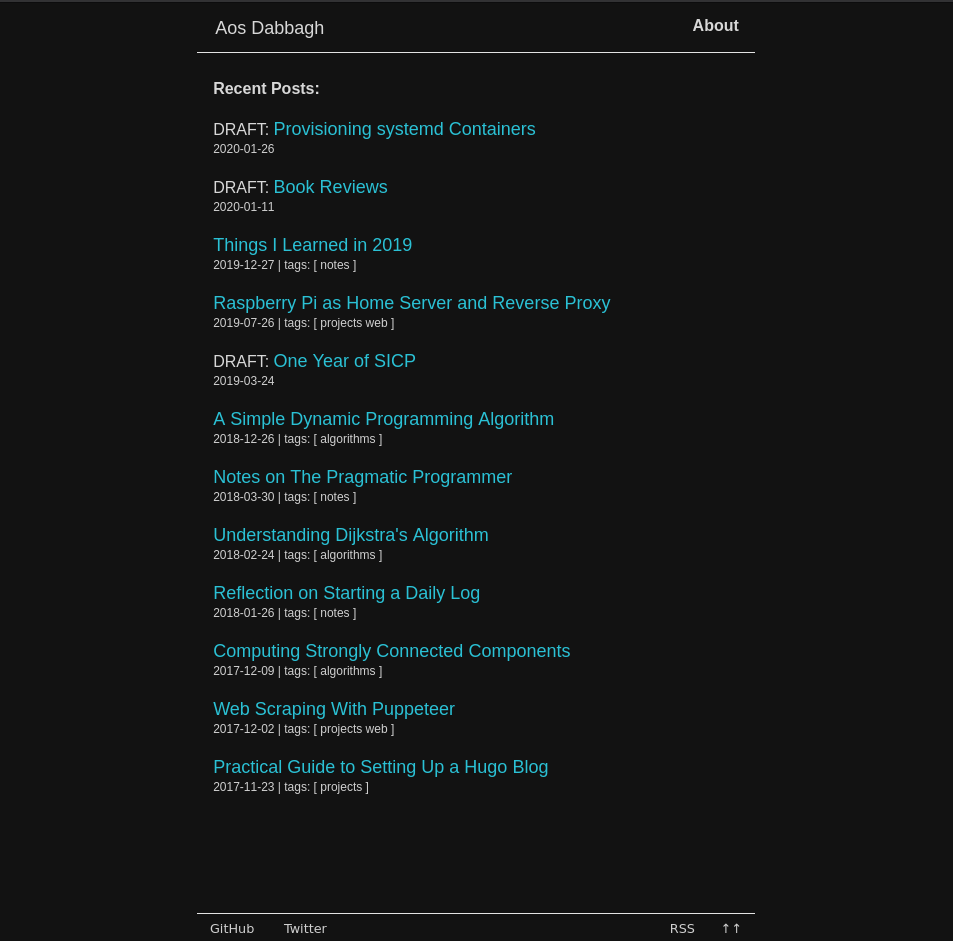 Aos Dabbagh
About
Recent Posts:
DRAFT: Provisioning systemd Containers
2020-01-26
DRAFT: Book Reviews
2020-01-11
Things I Learned in 2019
2019-12-27 | tags: [ notes ]
Raspberry Pi as Home Server and Reverse Proxy
2019-07-26 | tags: [ projects web ]
DRAFT: One Year of SICP
2019-03-24
A Simple Dynamic Programming Algorithm
2018-12-26 | tags: [ algorithms ]
Notes on The Pragmatic Programmer
2018-03-30 | tags: [ notes ]
Understanding Dijkstra's Algorithm
2018-02-24 | tags: [ algorithms ]
Reflection on Starting a Daily Log
2018-01-26 | tags: [ notes ]
Computing Strongly Connected Components
2017-12-09 | tags: [ algorithms ]
Web Scraping With Puppeteer
2017-12-02 | tags: [ projects web ]
Practical Guide to Setting Up a Hugo Blog
2017-11-23 | tags: [ projects ]
GitHub Twitter RSS ↑↑